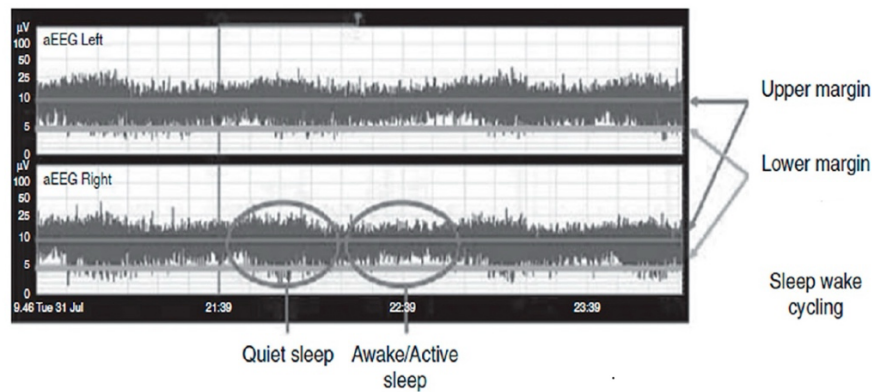 µV
aEEG Left
100
50
25
10
5
0
µV
aEEG Right
100
50
25
10
5
0
9.46 Tue 31 Jul 21:39 22:39 23:39
Upper margin
Lower margin
Sleep wake
cycling
Quiet sleep
Awake/Active
sleep